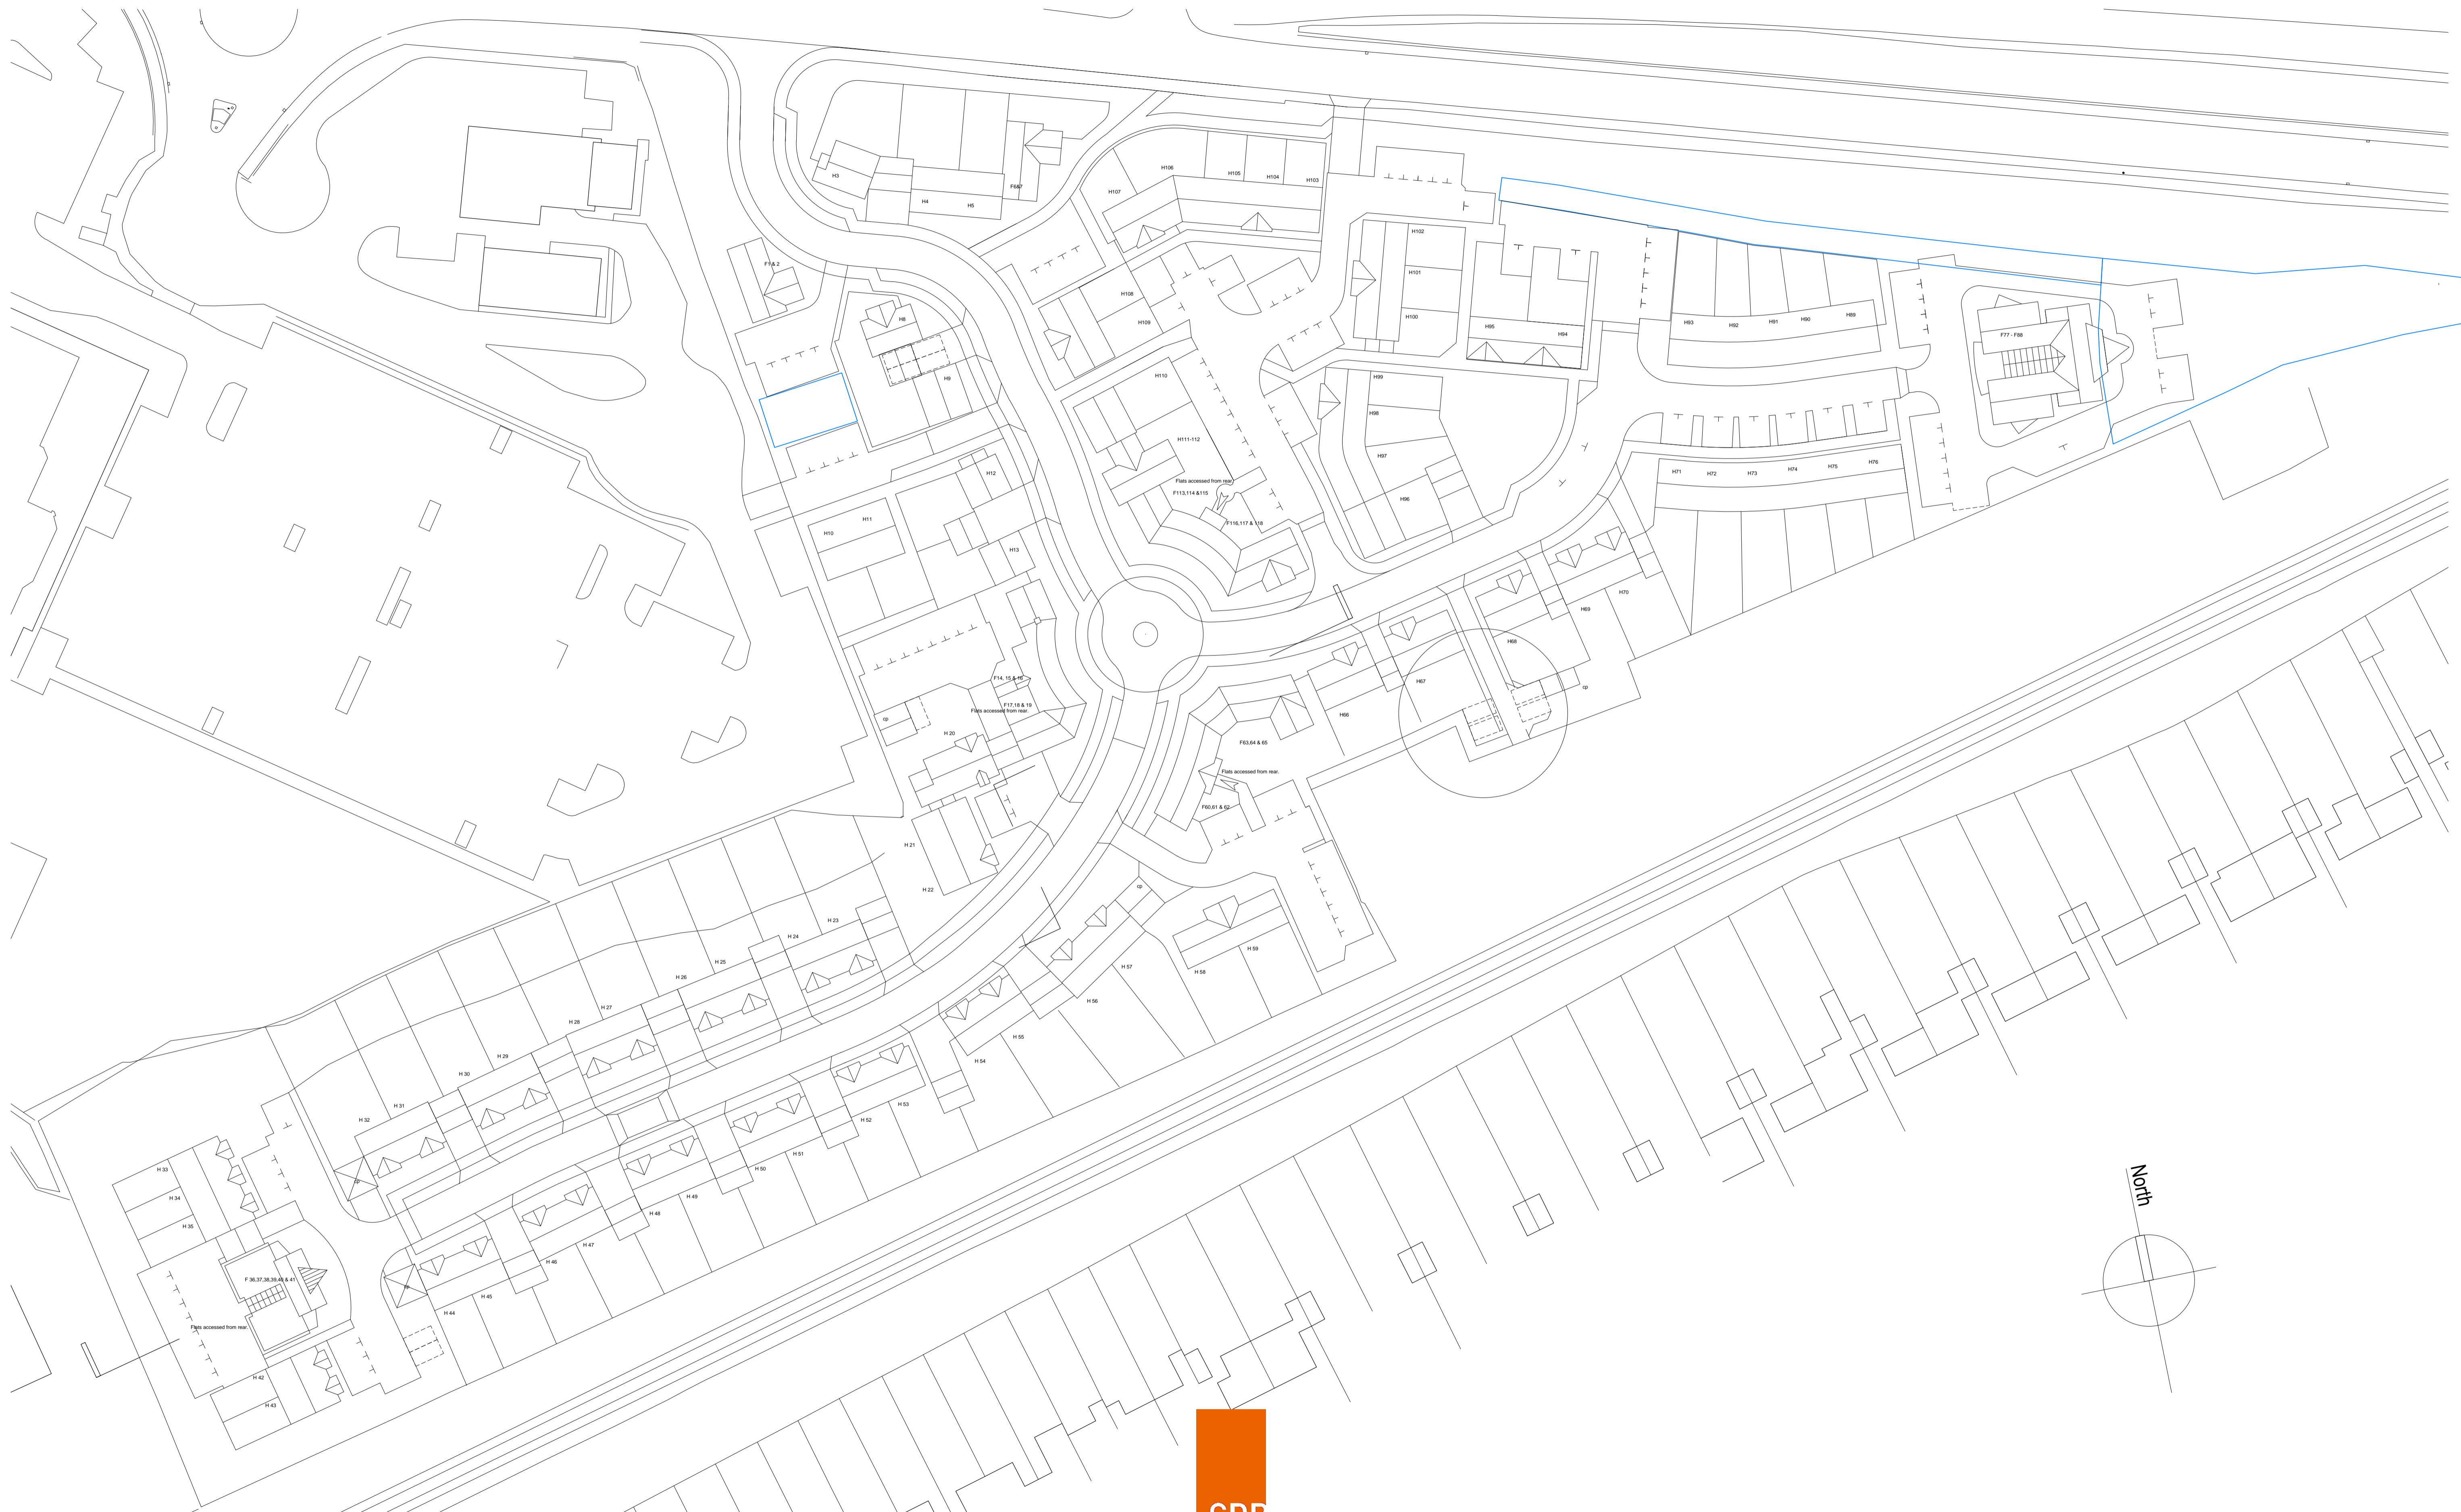 H3
H4
H5
F6&7
F1 & 2
H8
H9
H106
H107
H105
H104
H103
H108
H109
H110
H111-112
Flats accessed from rear.
F113,114 &115
F116,117 & 118
H102
H101
H100
H99
H98
H97
H96
H95
H94
H93
H92
H91
H90
H89
F77 - F88
H71
H72
H73
H74
H75
H76
H12
H11
H10
H13
F14, 15 & 16
F17,18 & 19
Flats accessed from rear.
cp
H 20
H 21
H 22
H70
H69
H68
cp
H67
H66
F63,64 & 65
Flats accessed from rear.
F60,61 & 62
cp
H 59
H 58
H 57
H 56
H 55
H 54
H 53
H 52
H 51
H 50
H 49
H 48
H 47
H 46
H 45
H 44
H 23
H 24
H 25
H 26
H 27
H 28
H 29
H 30
H 31
H 32
cp
cp
H 33
H 34
H 35
F 36,37,38,39,40 & 41
Flats accessed from rear.
H 42
H 43
North